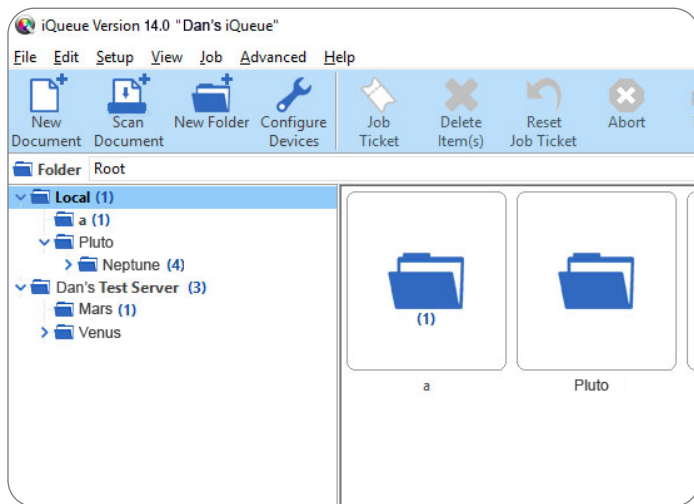 iQueue Version 14.0 "Dan's iQueue"
File Edit Setup View Job Advanced Help
New Document
Scan Document
New Folder
Configure Devices
Job Ticket
Delete Item(s)
Reset Job Ticket
Abort
Folder Root
Local (1)
a (1)
Pluto
Neptune (4)
Dan's Test Server (3)
Mars (1)
Venus
(1)
a
Pluto